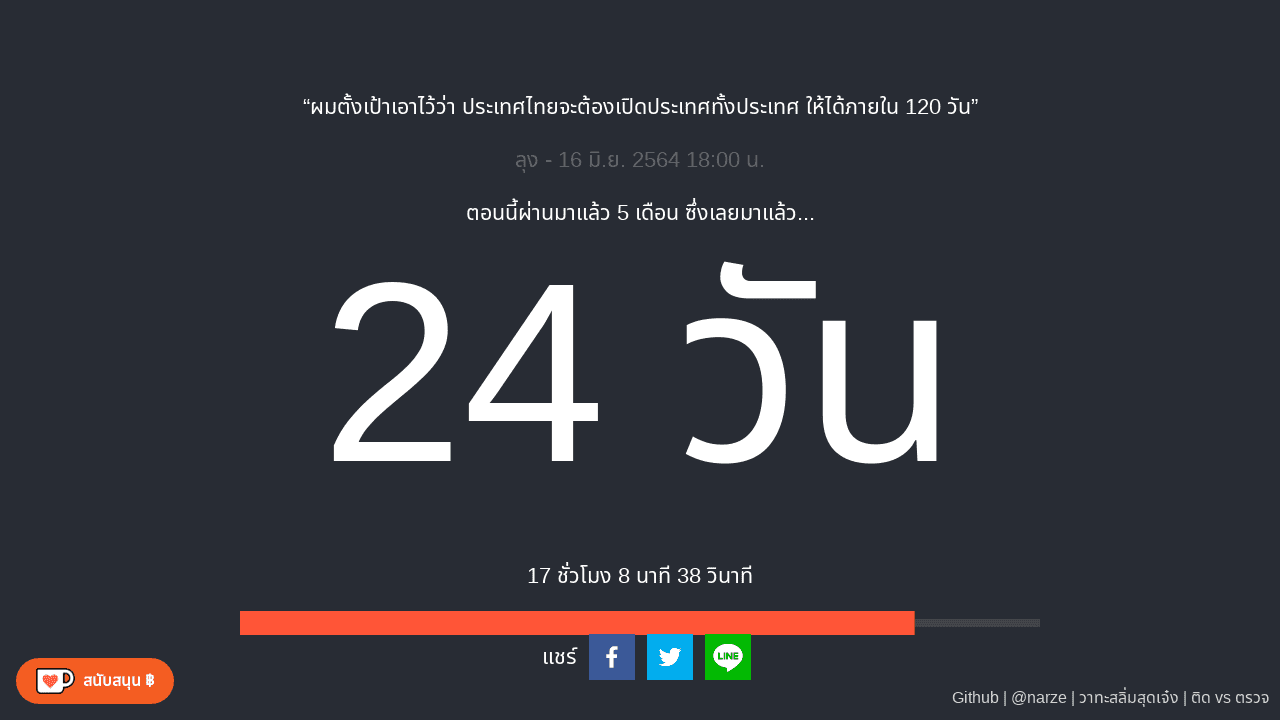 “ผมตั้งเป้าเอาไว้ว่า ประเทศไทยจะต้องเปิดประเทศทั้งประเทศ ให้ได้ภายใน 120 วัน”
ลุง - 16 มิ.ย. 2564 18:00 น.
ตอนนี้ผ่านมาแล้ว 5 เดือน ซึ่งเลยมาแล้ว...
24 วัน
17 ชั่วโมง 8 นาที 38 วินาที
แชร์
LINE
สนับสนุน ฿
Github | @narze | วาทะสลิ่มสุดเจ๋ง | ติด vs ตรวจ